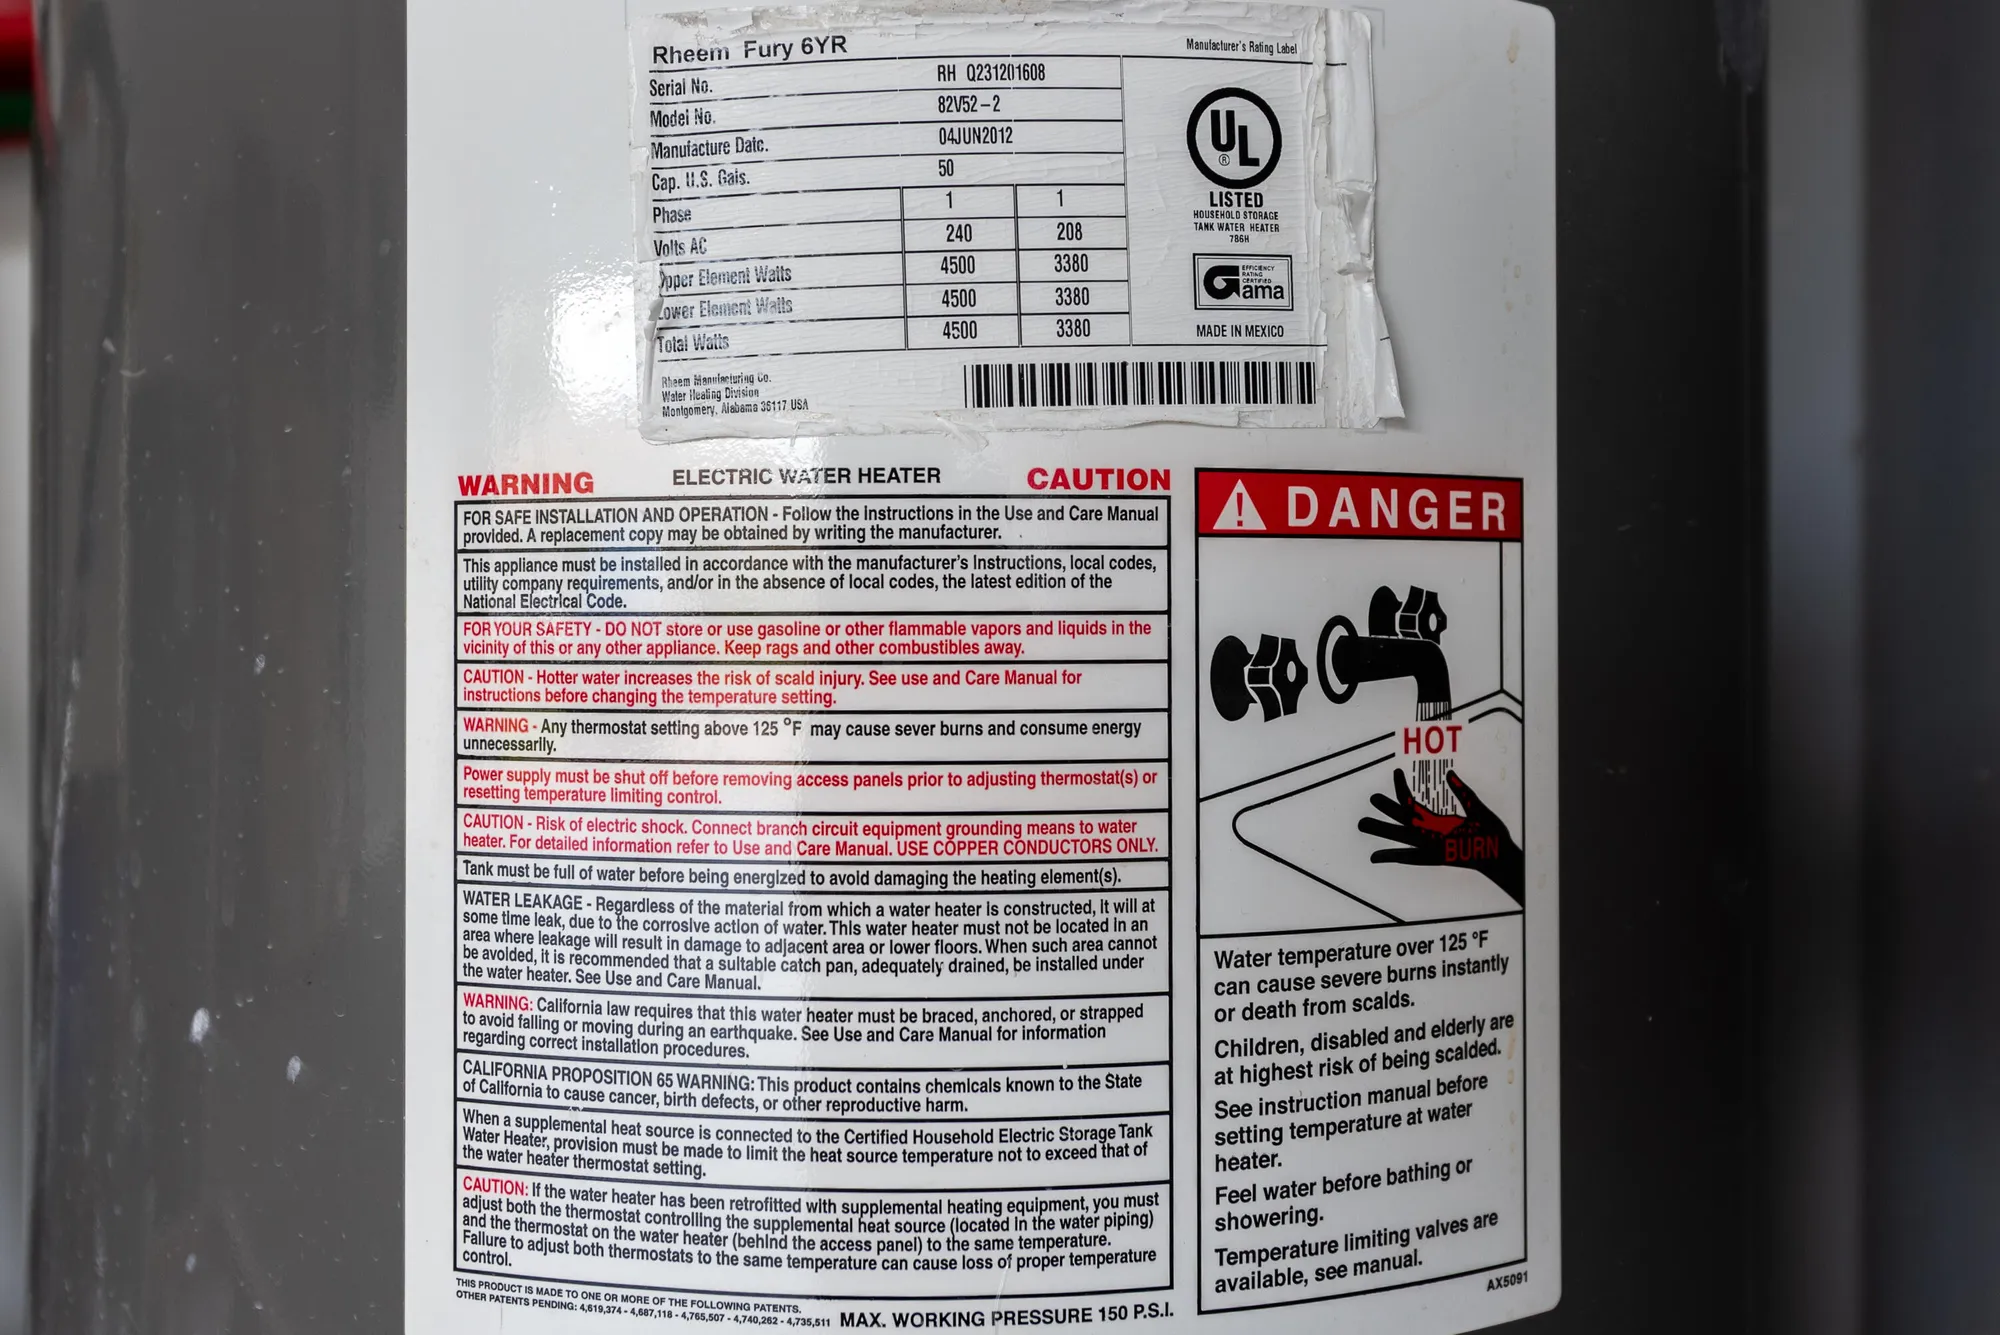 Rheem Fury 6YR
Manufacturer's Rating Label
Serial No. RH Q231201608
Model No. 82V52-2
Manufacture Date. 04JUN2012
Cap. U.S. Gals. 50
Phase 1 1
Volts AC 240 208
Upper Element Watts 4500 3380
Lower Element Watts 4500 3380
Total Watts 4500 3380
Rheem Manufacturing Co.
Water Heating Division
Montgomery, Alabama 36117 USA
UL
®
LISTED
HOUSEHOLD STORAGE
TANK WATER HEATER
786H
EFFICIENCY
RATING
CERTIFIED
Gama
MADE IN MEXICO
WARNING ELECTRIC WATER HEATER CAUTION
FOR SAFE INSTALLATION AND OPERATION - Follow the Instructions in the Use and Care Manual
provided. A replacement copy may be obtained by writing the manufacturer.
This appliance must be installed in accordance with the manufacturer's Instructions, local codes,
utility company requirements, and/or in the absence of local codes, the latest edition of the
National Electrical Code.
FOR YOUR SAFETY - DO NOT store or use gasoline or other flammable vapors and liquids in the
vicinity of this or any other appliance. Keep rags and other combustibles away.
CAUTION - Hotter water increases the risk of scald injury. See use and Care Manual for
instructions before changing the temperature setting.
WARNING - Any thermostat setting above 125 °F may cause sever burns and consume energy
unnecessarily.
Power supply must be shut off before removing access panels prior to adjusting thermostat(s) or
resetting temperature limiting control.
CAUTION - Risk of electric shock. Connect branch circuit equipment grounding means to water
heater. For detailed information refer to Use and Care Manual. USE COPPER CONDUCTORS ONLY.
Tank must be full of water before being energized to avoid damaging the heating element(s).
WATER LEAKAGE - Regardless of the material from which a water heater is constructed, it will at
some time leak, due to the corrosive action of water. This water heater must not be located in an
area where leakage will result in damage to adjacent area or lower floors. When such area cannot
be avoided, it is recommended that a suitable catch pan, adequately drained, be installed under
the water heater. See Use and Care Manual.
WARNING: California law requires that this water heater must be braced, anchored, or strapped
to avoid falling or moving during an earthquake. See Use and Care Manual for information
regarding correct installation procedures.
CALIFORNIA PROPOSITION 65 WARNING: This product contains chemicals known to the State
of California to cause cancer, birth defects, or other reproductive harm.
When a supplemental heat source is connected to the Certified Household Electric Storage Tank
Water Heater, provision must be made to limit the heat source temperature not to exceed that of
the water heater thermostat setting.
CAUTION: If the water heater has been retrofitted with supplemental heating equipment, you must
adjust both the thermostat controlling the supplemental heat source (located in the water piping)
and the thermostat on the water heater (behind the access panel) to the same temperature.
Failure to adjust both thermostats to the same temperature can cause loss of proper temperature
control.
THIS PRODUCT IS MADE TO ONE OR MORE OF THE FOLLOWING PATENTS.
OTHER PATENTS PENDING: 4,619,374 - 4,687,118 - 4,765,507 - 4,740,262 - 4,735,511
MAX. WORKING PRESSURE 150 P.S.I.
DANGER
HOT
BURN
Water temperature over 125 °F
can cause severe burns instantly
or death from scalds.
Children, disabled and elderly are
at highest risk of being scalded.
See instruction manual before
setting temperature at water
heater.
Feel water before bathing or
showering.
Temperature limiting valves are
available, see manual.
AX5091